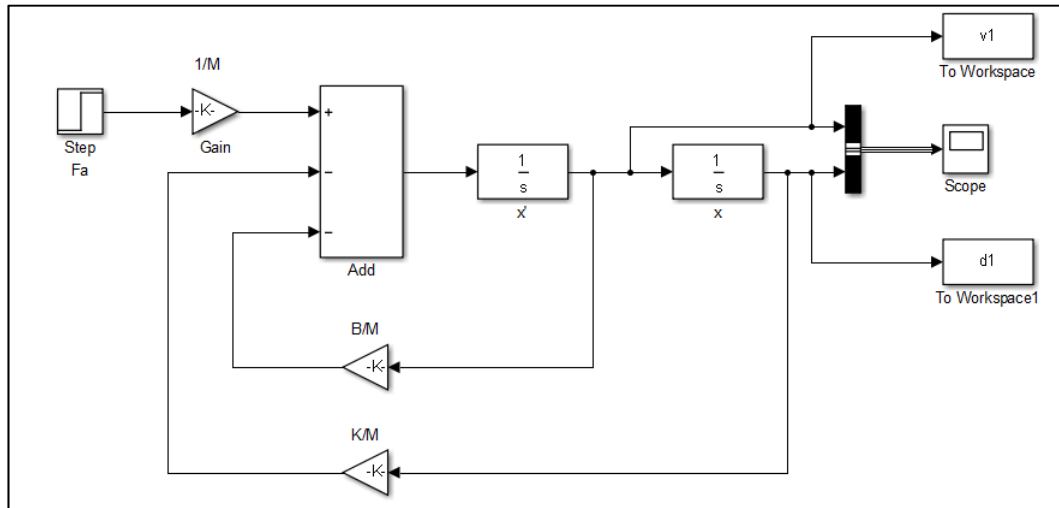 v1
To Workspace
1/M
-K-
Gain
Step
Fa
+
−
−
Add
1
s
x'
1
s
x
Scope
d1
To Workspace1
B/M
-K-
K/M
-K-